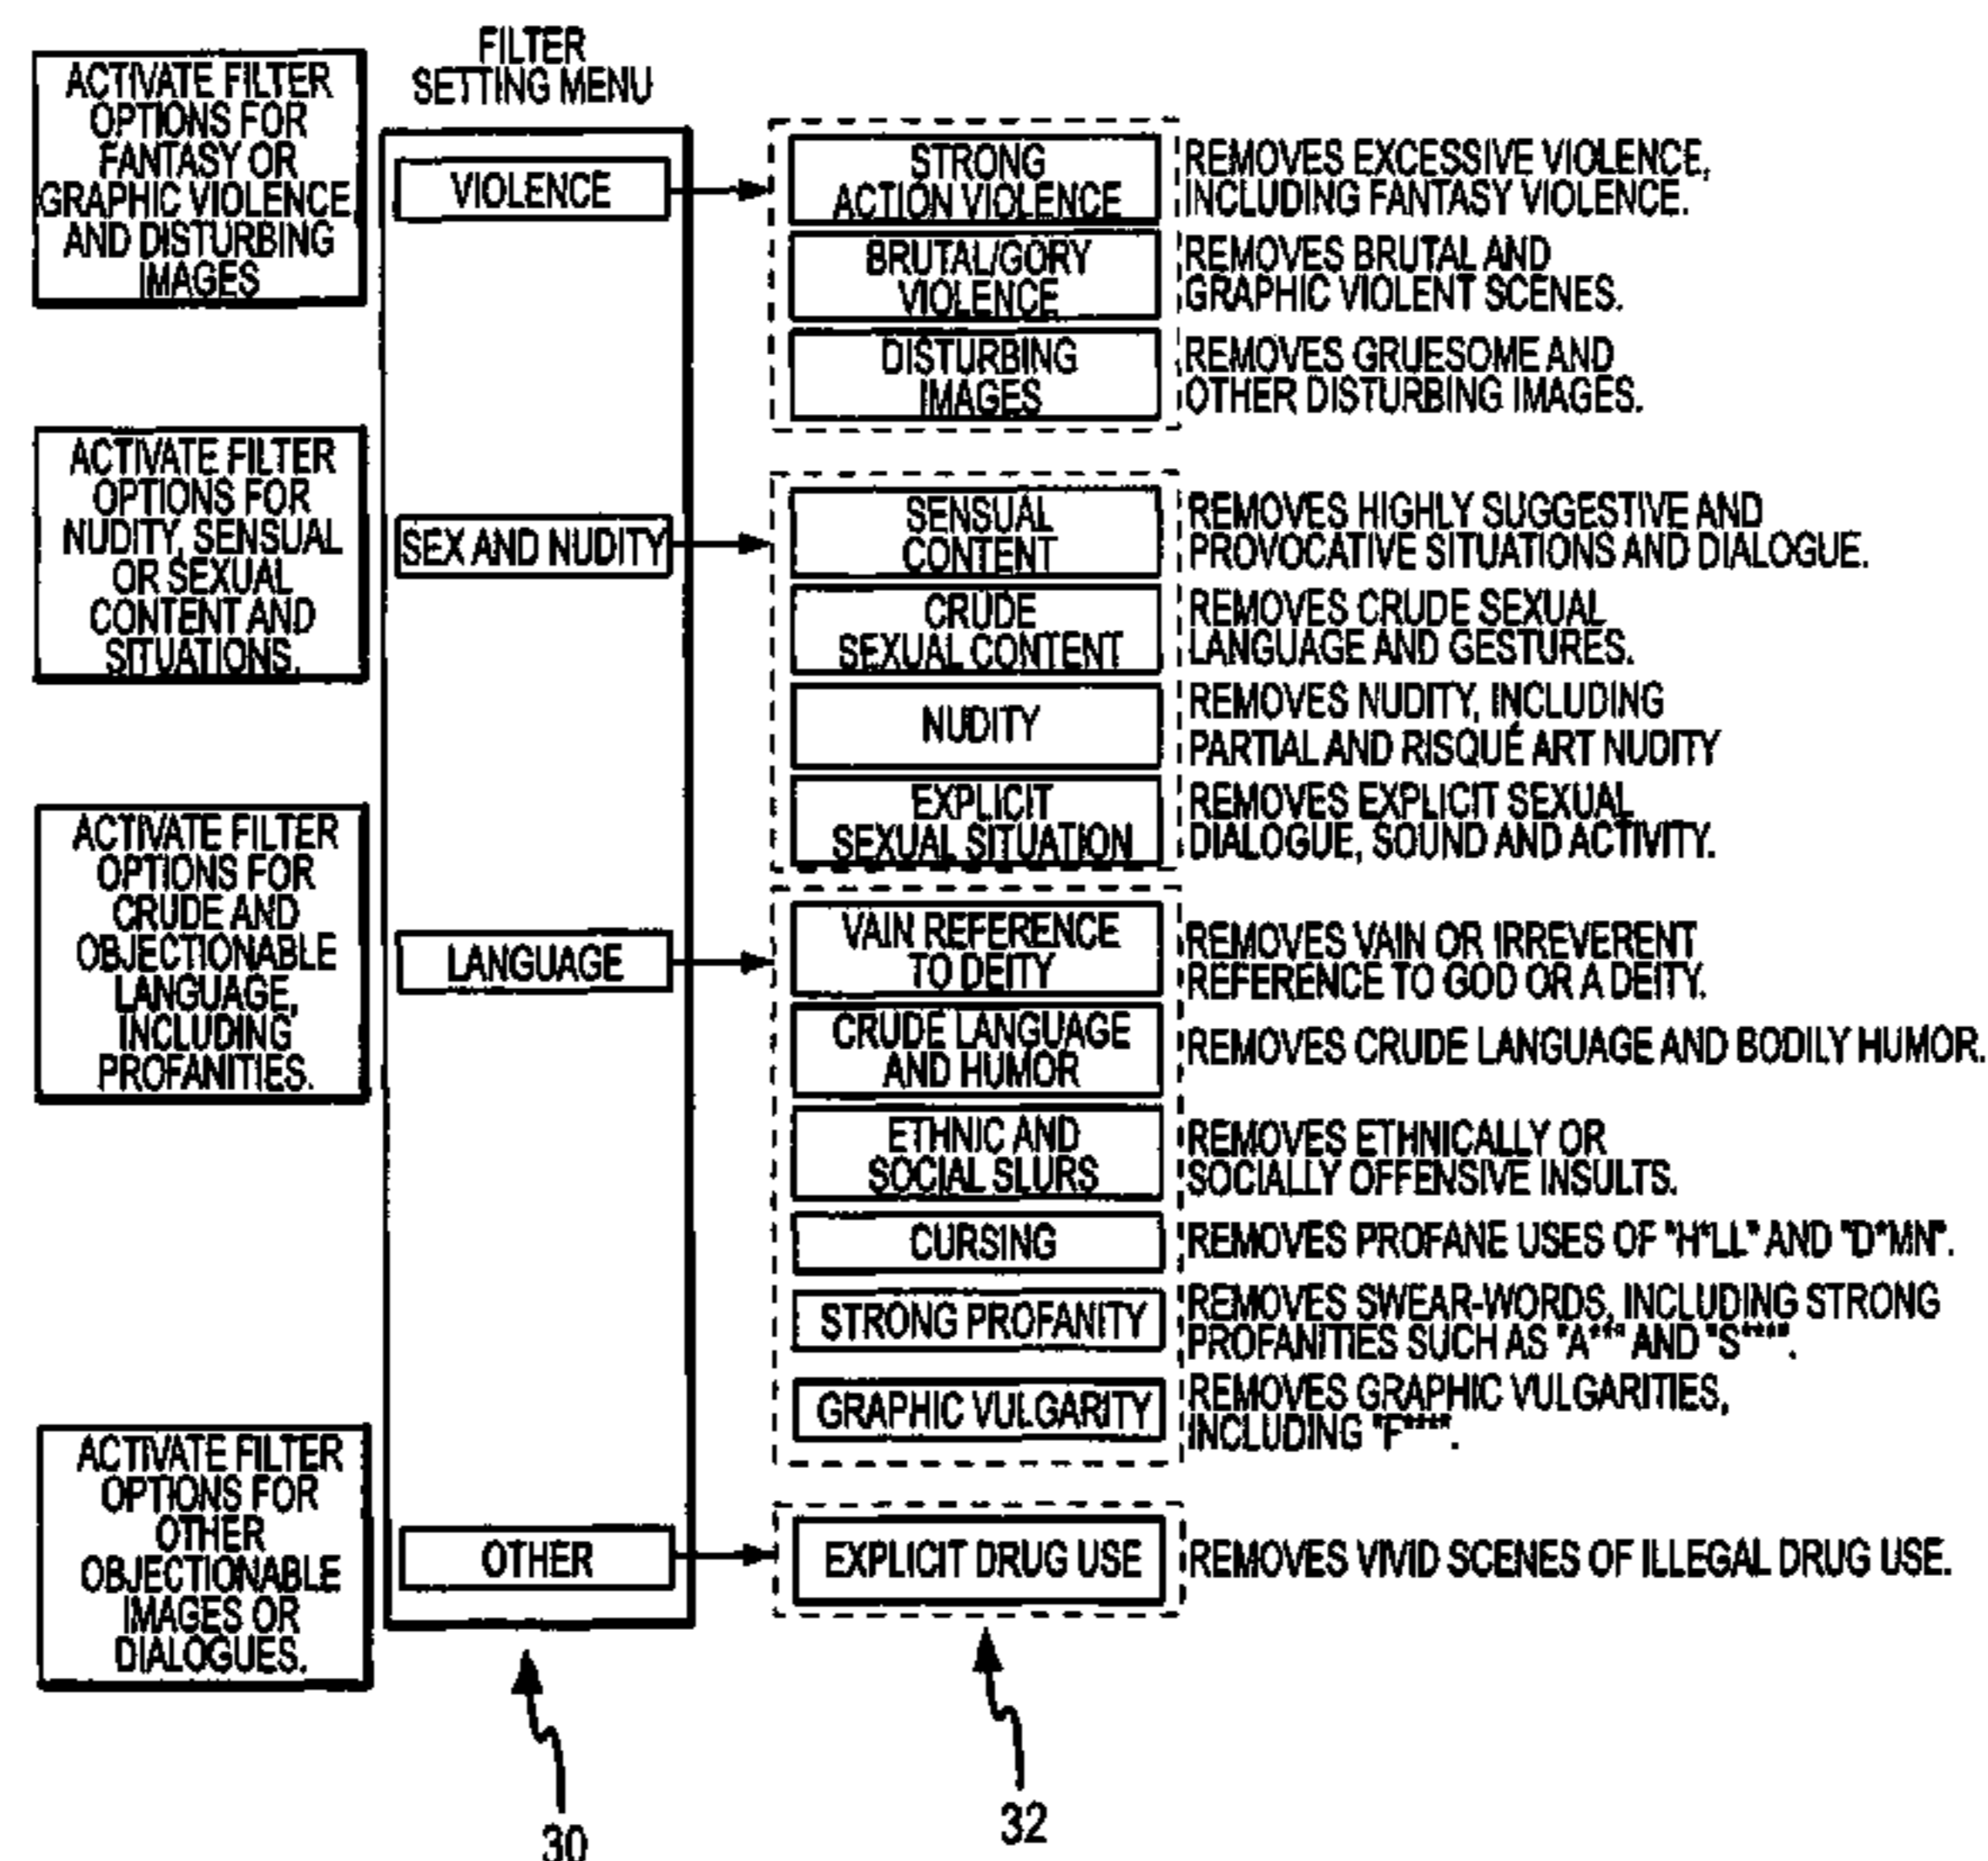 FILTER
SETTING MENU
ACTIVATE FILTER
OPTIONS FOR
FANTASY OR
GRAPHIC VIOLENCE
AND DISTURBING
IMAGES
VIOLENCE
STRONG
ACTION VIOLENCE
REMOVES EXCESSIVE VIOLENCE,
INCLUDING FANTASY VIOLENCE.
BRUTAL/GORY
VIOLENCE
REMOVES BRUTAL AND
GRAPHIC VIOLENT SCENES.
DISTURBING
IMAGES
REMOVES GRUESOME AND
OTHER DISTURBING IMAGES.
ACTIVATE FILTER
OPTIONS FOR
NUDITY, SENSUAL
OR SEXUAL
CONTENT AND
SITUATIONS.
SEX AND NUDITY
SENSUAL
CONTENT
REMOVES HIGHLY SUGGESTIVE AND
PROVOCATIVE SITUATIONS AND DIALOGUE.
CRUDE
SEXUAL CONTENT
REMOVES CRUDE SEXUAL
LANGUAGE AND GESTURES.
NUDITY
REMOVES NUDITY, INCLUDING
PARTIAL AND RISQUÉ ART NUDITY
EXPLICIT
SEXUAL SITUATION
REMOVES EXPLICIT SEXUAL
DIALOGUE, SOUND AND ACTIVITY.
ACTIVATE FILTER
OPTIONS FOR
CRUDE AND
OBJECTIONABLE
LANGUAGE,
INCLUDING
PROFANITIES.
LANGUAGE
VAIN REFERENCE
TO DEITY
REMOVES VAIN OR IRREVERENT
REFERENCE TO GOD OR A DEITY.
CRUDE LANGUAGE
AND HUMOR
REMOVES CRUDE LANGUAGE AND BODILY HUMOR.
ETHNIC AND
SOCIAL SLURS
REMOVES ETHNICALLY OR
SOCIALLY OFFENSIVE INSULTS.
CURSING
REMOVES PROFANE USES OF "H*LL" AND "D*MN".
STRONG PROFANITY
REMOVES SWEAR-WORDS, INCLUDING STRONG
PROFANITIES SUCH AS "A**" AND "S***".
GRAPHIC VULGARITY
REMOVES GRAPHIC VULGARITIES,
INCLUDING "F***".
ACTIVATE FILTER
OPTIONS FOR
OTHER
OBJECTIONABLE
IMAGES OR
DIALOGUES.
OTHER
EXPLICIT DRUG USE
REMOVES VIVID SCENES OF ILLEGAL DRUG USE.
30
32